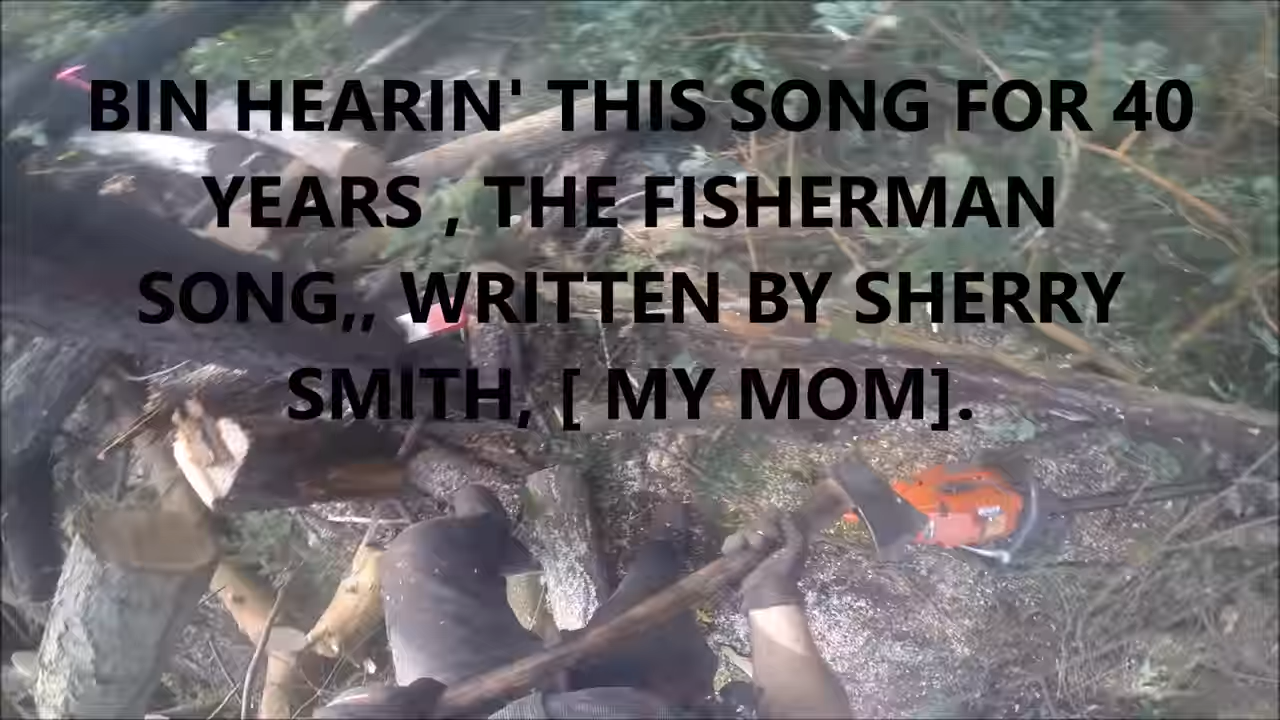 BIN HEARIN' THIS SONG FOR 40
YEARS , THE FISHERMAN
SONG,, WRITTEN BY SHERRY
SMITH, [ MY MOM].